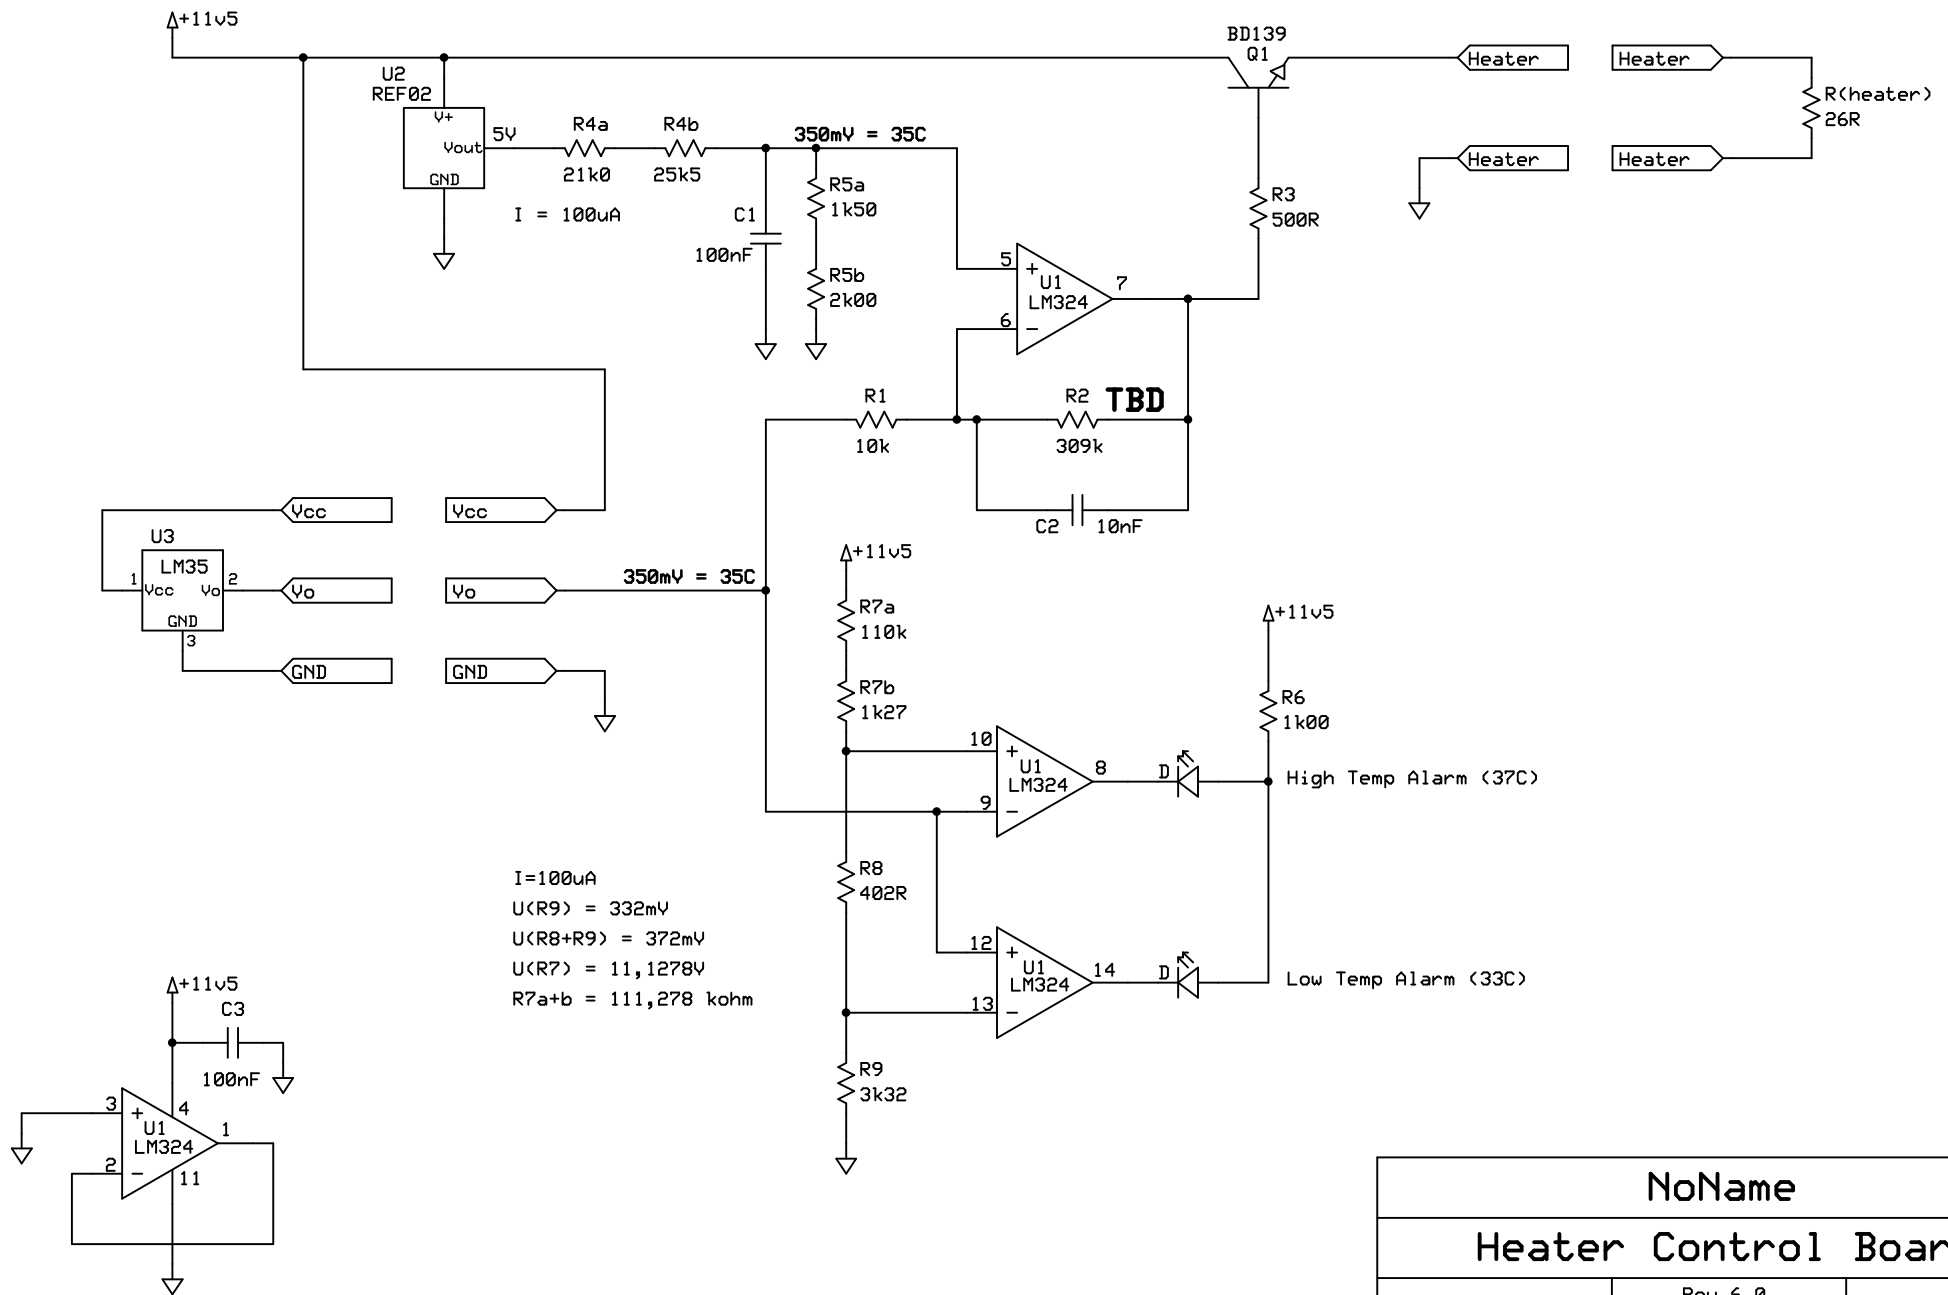 +11v5
BD139
Q1
Heater
Heater
U2
REF02
V+
Vout
GND
5V
R4a
21k0
R4b
25k5
350mV = 35C
I = 100uA
C1
100nF
R5a
1k50
R5b
2k00
R(heater)
26R
Heater
Heater
R3
500R
5
+
U1
LM324
6
-
7
R1
10k
R2
TBD
309k
C2
10nF
Vcc
Vcc
U3
LM35
1
Vcc
Vo
2
GND
3
Vo
Vo
350mV = 35C
GND
GND
+11v5
R7a
110k
R7b
1k27
+11v5
R6
1k00
10
+
U1
LM324
9
-
8
D
High Temp Alarm (37C)
R8
402R
12
+
U1
LM324
13
-
14
D
Low Temp Alarm (33C)
I=100uA
U(R9) = 332mV
U(R8+R9) = 372mV
U(R7) = 11,1278V
R7a+b = 111,278 kohm
R9
3k32
+11v5
C3
100nF
3
+
4
U1
LM324
1
2
-
11
NoName
Heater Control Boar
Rev 6.0